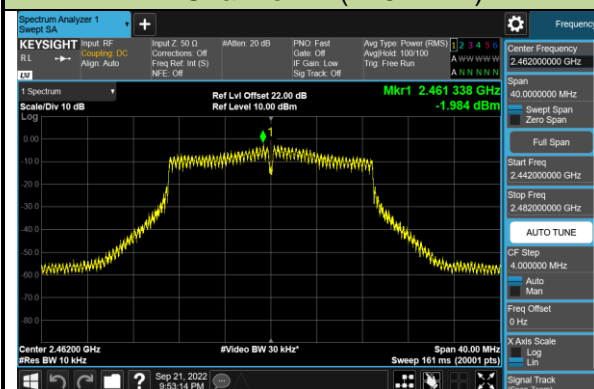 Spectrum Analyzer 1
Swept SA
+
Frequency
KEYSIGHT
RL
Input: RF
Coupling: DC
Align: Auto
Input Z: 50 Ω
Corrections: Off
Freq Ref: Int (S)
NFE: Off
#Atten: 20 dB
PNO: Fast
Gate: Off
IF Gain: Low
Sig Track: Off
Avg Type: Power (RMS)
Avg|Hold: 100/100
Trig: Free Run
1 2 3 4 5 6
A W W W W W
A N N N N N
LXI
1 Spectrum
Scale/Div 10 dB
Log
Ref Lvl Offset 22.00 dB
Ref Level 10.00 dBm
Mkr1 2.461 338 GHz
-1.984 dBm
1
0.00
-10.0
-20.0
-30.0
-40.0
-50.0
-60.0
-70.0
-80.0
Center 2.46200 GHz
#Res BW 10 kHz
#Video BW 30 kHz*
Span 40.00 MHz
Sweep 161 ms (20001 pts)
Center Frequency
2.462000000 GHz
Span
40.0000000 MHz
Swept Span
Zero Span
Full Span
Start Freq
2.442000000 GHz
Stop Freq
2.482000000 GHz
AUTO TUNE
CF Step
4.000000 MHz
Auto
Man
Freq Offset
0 Hz
X Axis Scale
Log
Lin
Signal Track
Sep 21, 2022
9:53:14 PM
?